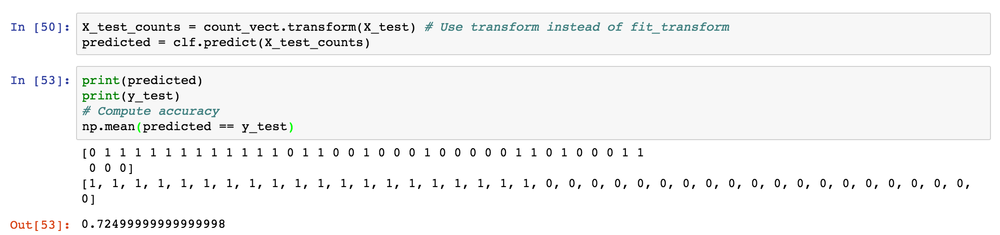 In [50]: X_test_counts = count_vect.transform(X_test) # Use transform instead of fit_transform
predicted = clf.predict(X_test_counts)
In [53]: print(predicted)
print(y_test)
# Compute accuracy
np.mean(predicted == y_test)
[0 1 1 1 1 1 1 1 1 1 1 1 1 0 1 1 0 0 1 0 0 0 1 0 0 0 0 0 1 1 0 1 0 0 0 1 1
0 0 0]
[1, 1, 1, 1, 1, 1, 1, 1, 1, 1, 1, 1, 1, 1, 1, 1, 1, 1, 1, 1, 0, 0, 0, 0, 0, 0, 0, 0, 0, 0, 0, 0, 0, 0, 0, 0, 0, 0, 0,
0]
Out[53]: 0.72499999999999998